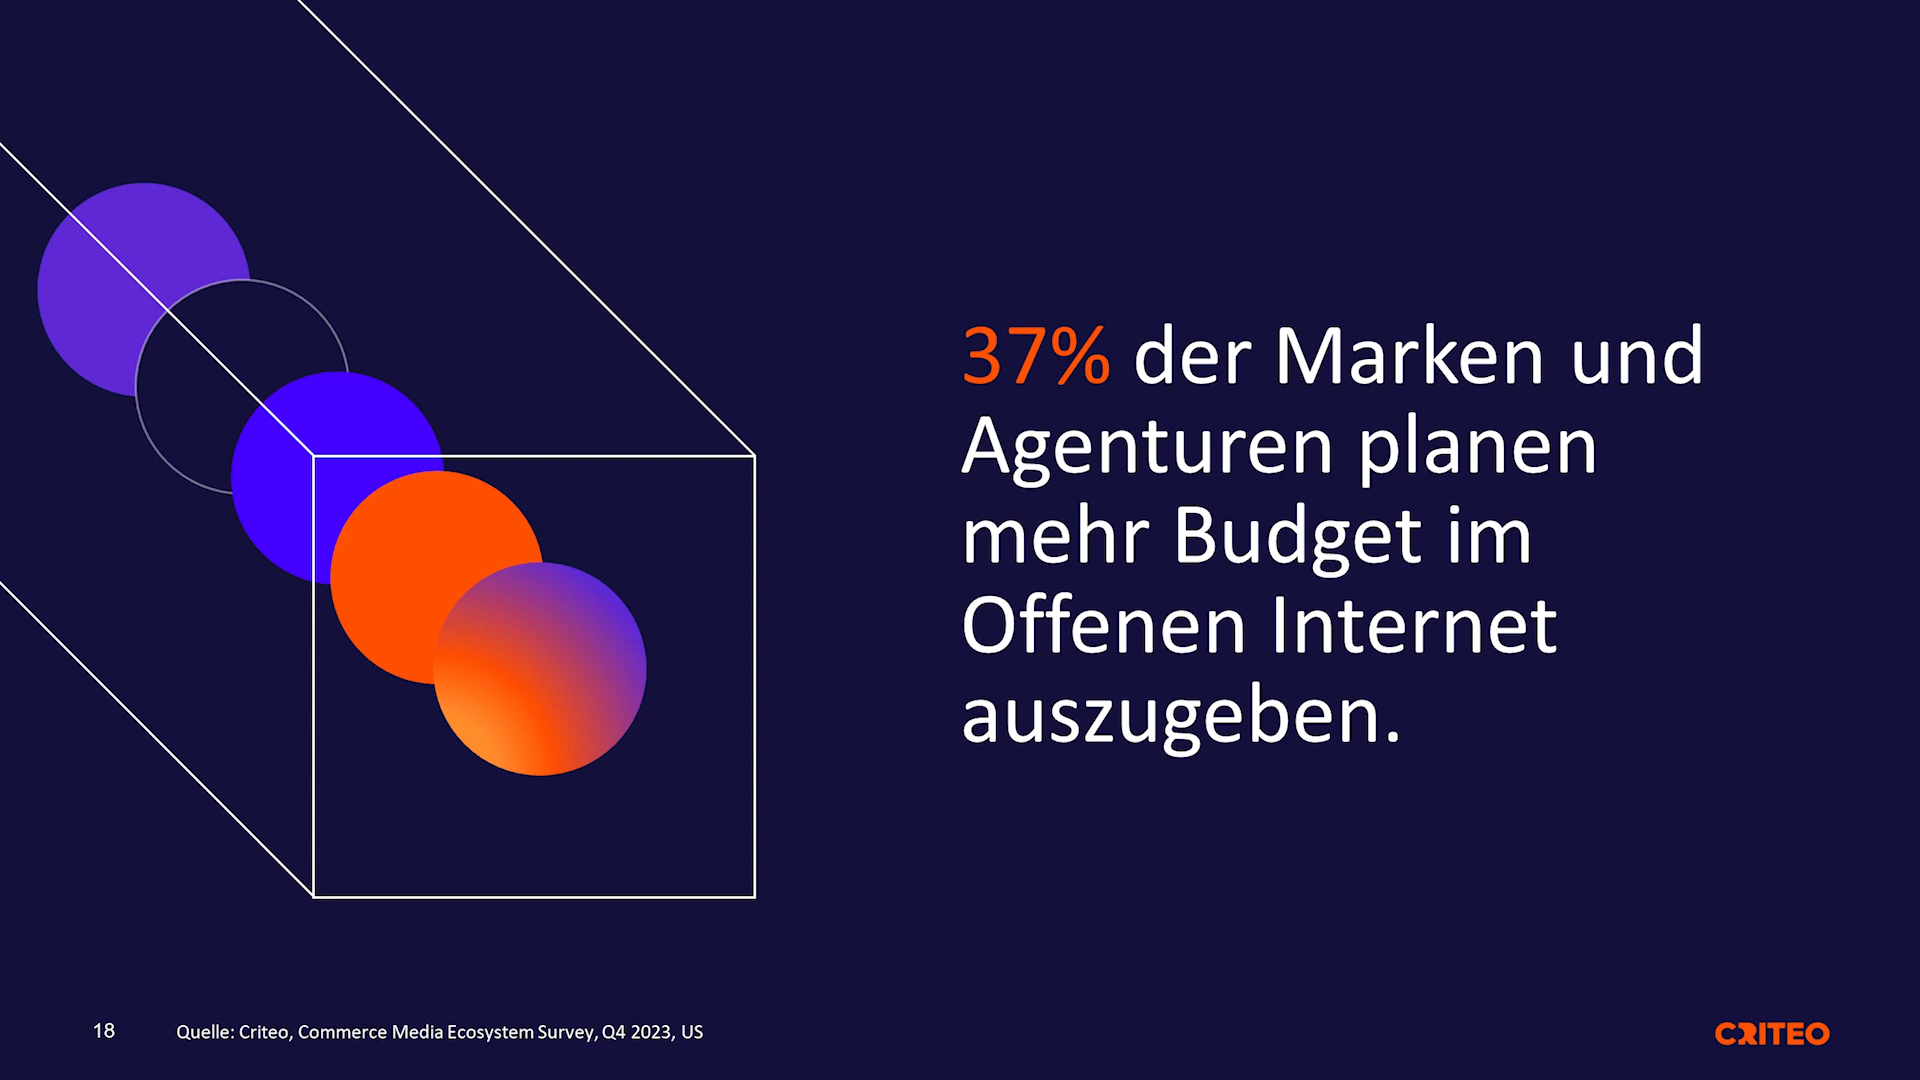 37% der Marken und
Agenturen planen
mehr Budget im
Offenen Internet
auszugeben.
18
Quelle: Criteo, Commerce Media Ecosystem Survey, Q4 2023, US
CRITEO